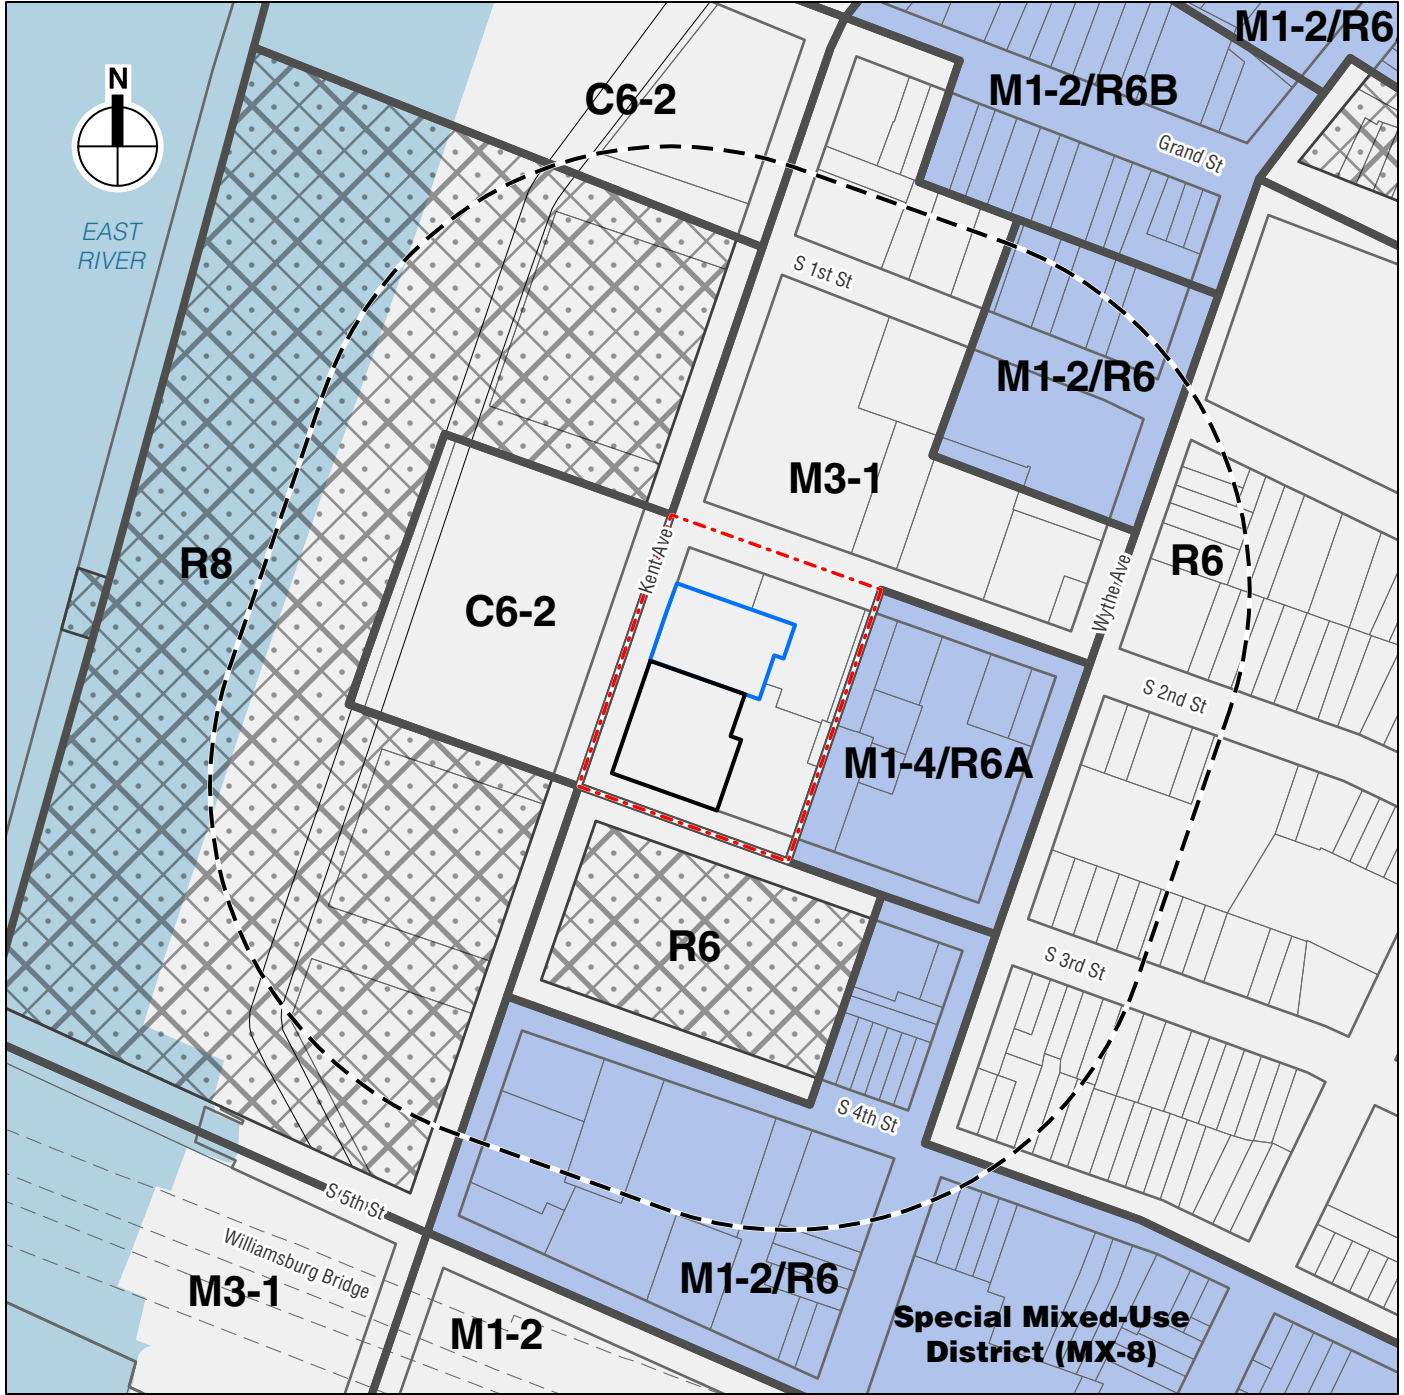 M1-2/R6
N
C6-2
M1-2/R6B
Grand St
EAST
RIVER
S 1st St
M1-2/R6
M3-1
Kent Ave
R8
R6
Wythe Ave
C6-2
S 2nd St
M1-4/R6A
R6
S 3rd St
S 4th St
S 5th St
Williamsburg Bridge
M3-1
M1-2/R6
Special Mixed-Use
District (MX-8)
M1-2